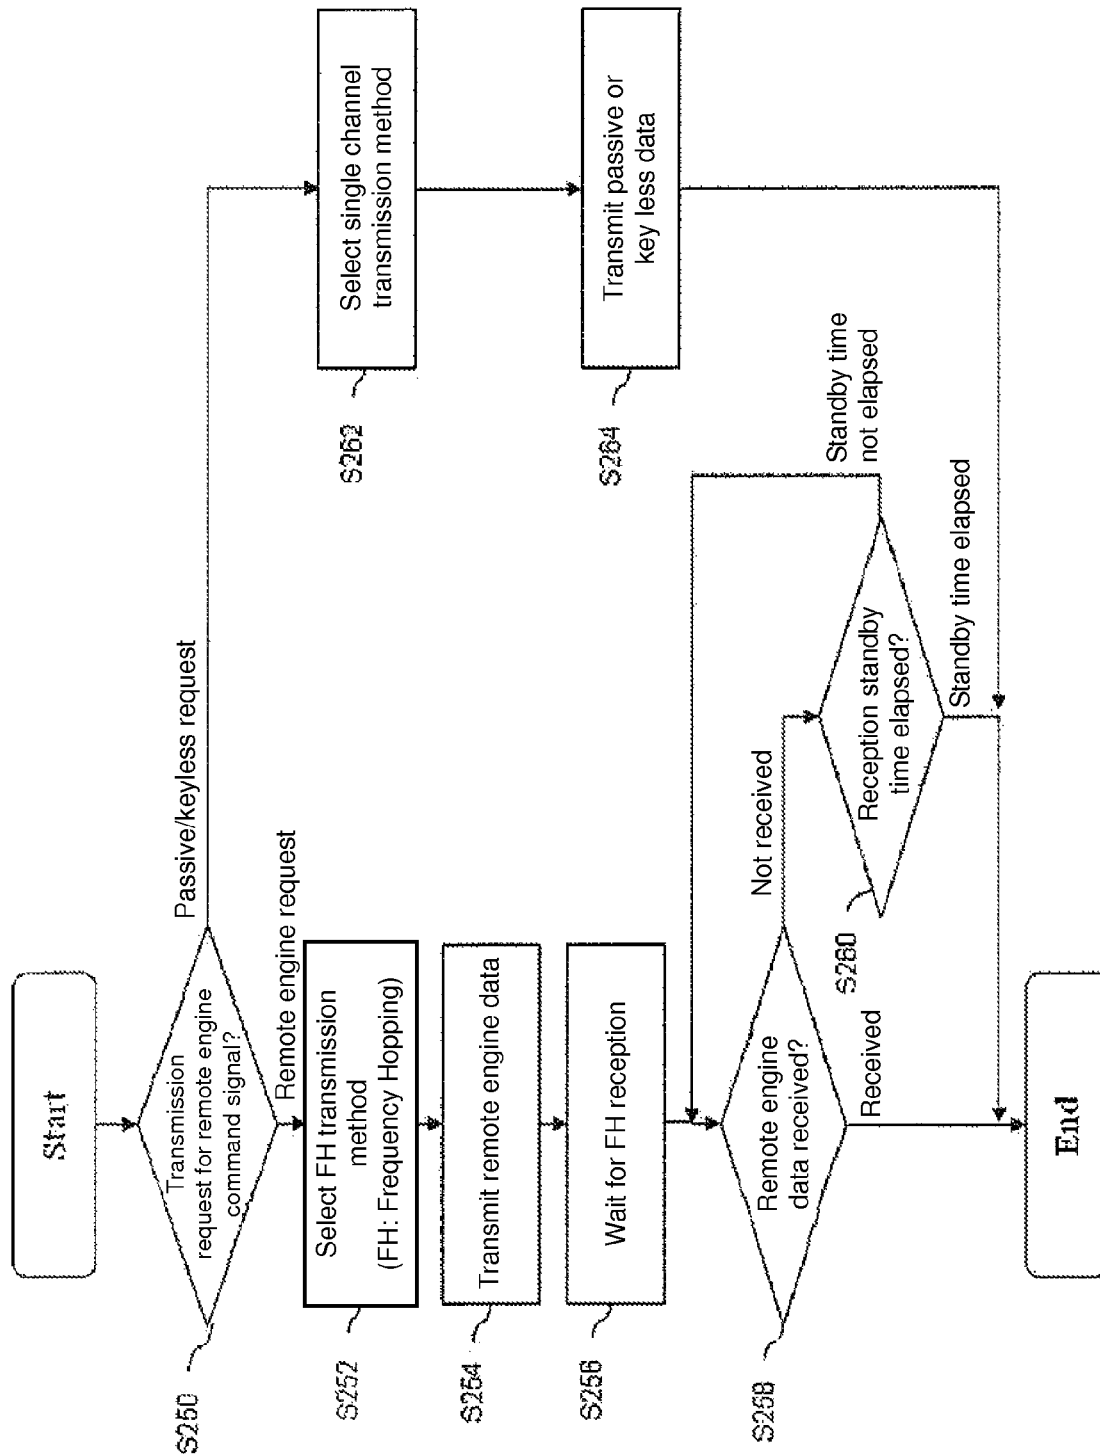 Start
Transmission
request for remote engine
command signal?
S250
Passive/keyless request
Remote engine request
Select FH transmission
method
(FH: Frequency Hopping)
S252
Transmit remote engine data
S254
Wait for FH reception
S256
Remote engine
data received?
S258
Not received
Received
Reception standby
time elapsed?
S260
Standby time
not elapsed
Standby time elapsed
Select single channel
transmission method
S262
Transmit passive or
key less data
S264
End